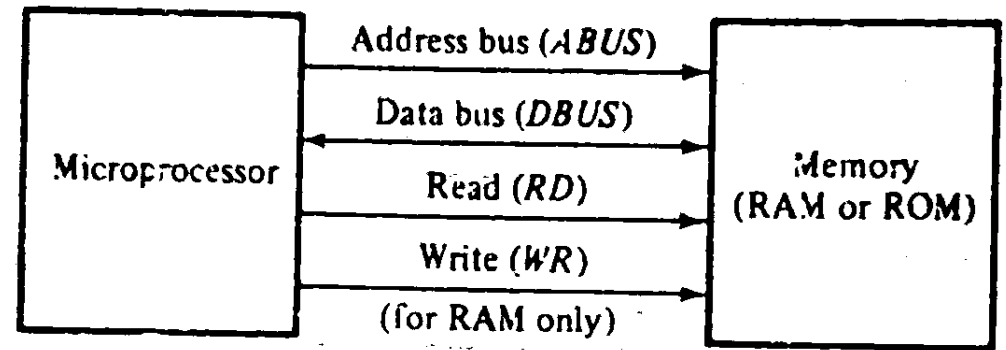 Address bus (ABUS)
Data bus (DBUS)
Microprocessor
Memory
Read (RD)
(RAM or ROM)
Write (WR)
(for RAM only)